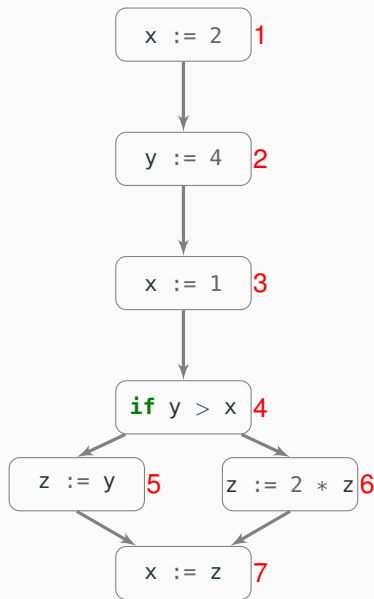 x := 2 1
y := 4 2
x := 1 3
if y > x 4
z := y 5
z := 2 * z 6
x := z 7